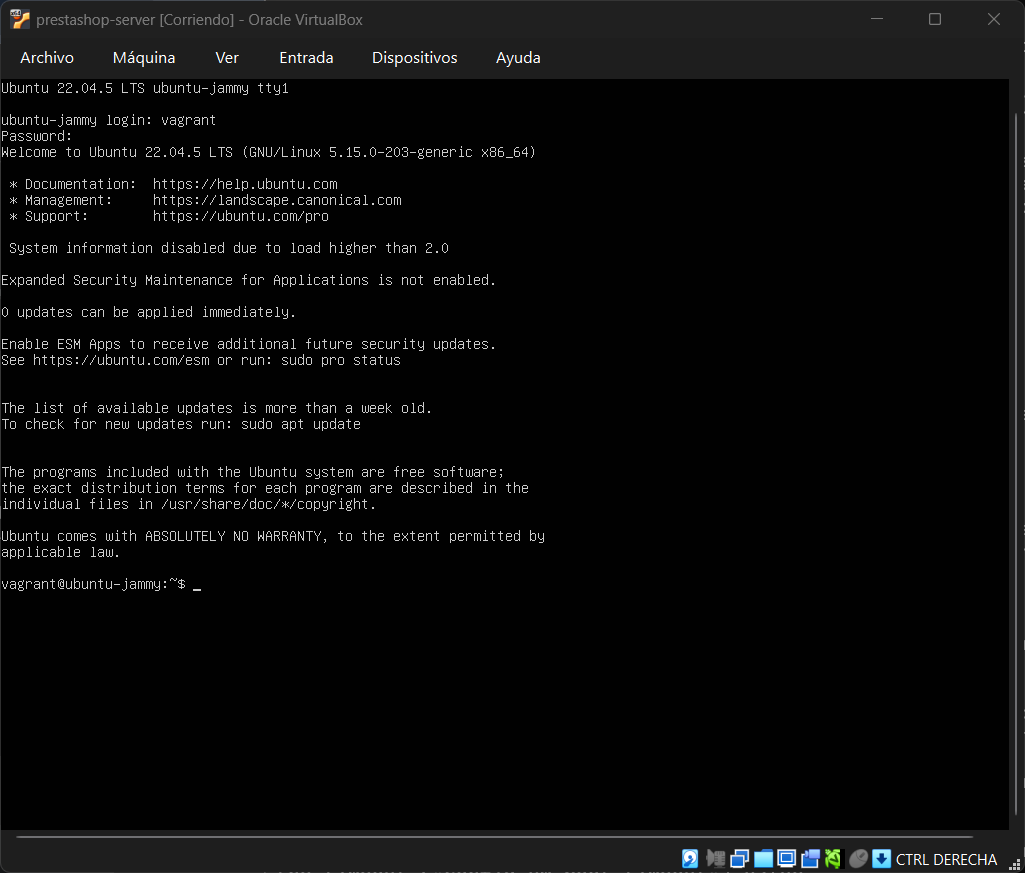 prestashop-server [Corriendo] - Oracle VirtualBox
Archivo Máquina Ver Entrada Dispositivos Ayuda
Ubuntu 22.04.5 LTS ubuntu-jammy tty1
ubuntu-jammy login: vagrant
Password:
Welcome to Ubuntu 22.04.5 LTS (GNU/Linux 5.15.0-203-generic x86_64)
* Documentation:  https://help.ubuntu.com
* Management:     https://landscape.canonical.com
* Support:        https://ubuntu.com/pro
System information disabled due to load higher than 2.0
Expanded Security Maintenance for Applications is not enabled.
0 updates can be applied immediately.
Enable ESM Apps to receive additional future security updates.
See https://ubuntu.com/esm or run: sudo pro status
The list of available updates is more than a week old.
To check for new updates run: sudo apt update
The programs included with the Ubuntu system are free software;
the exact distribution terms for each program are described in the
individual files in /usr/share/doc/*/copyright.
Ubuntu comes with ABSOLUTELY NO WARRANTY, to the extent permitted by
applicable law.
vagrant@ubuntu-jammy:~$ _
CTRL DERECHA